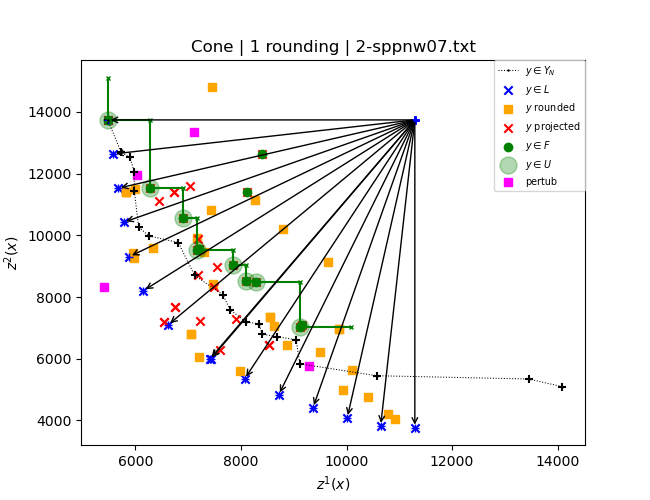 Cone | 1 rounding | 2-sppnw07.txt
y ∈ Y_N
y ∈ L
y rounded
y projected
y ∈ F
y ∈ U
pertub
14000
12000
10000
8000
6000
4000
z²(x)
6000 8000 10000 12000 14000
z¹(x)